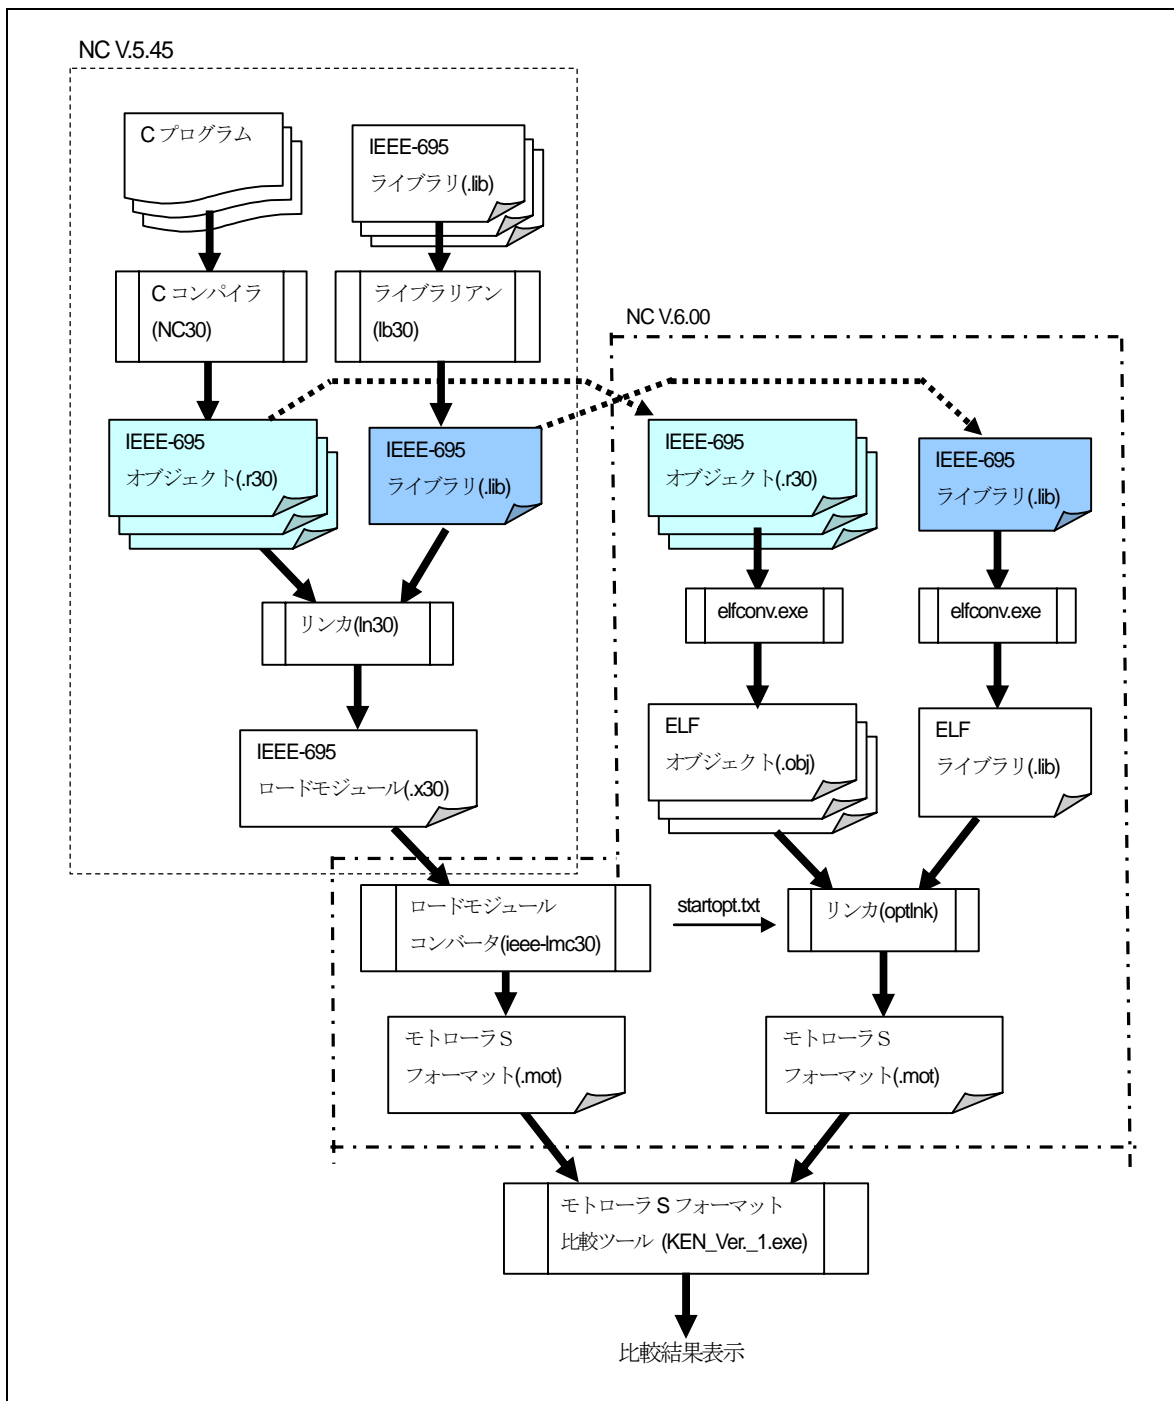 NC V.5.45
C プログラム
IEEE-695
ライブラリ(.lib)
C コンパイラ
(NC30)
ライブラリアン
(lb30)
NC V.6.00
IEEE-695
オブジェクト(.r30)
IEEE-695
ライブラリ(.lib)
IEEE-695
オブジェクト(.r30)
IEEE-695
ライブラリ(.lib)
リンカ(ln30)
elfconv.exe
elfconv.exe
IEEE-695
ロードモジュール(.x30)
ELF
オブジェクト(.obj)
ELF
ライブラリ(.lib)
ロードモジュール
コンバータ(ieee-lmc30)
startopt.txt
リンカ(optlnk)
モトローラS
フォーマット(.mot)
モトローラS
フォーマット(.mot)
モトローラ S フォーマット
比較ツール (KEN_Ver._1.exe)
比較結果表示